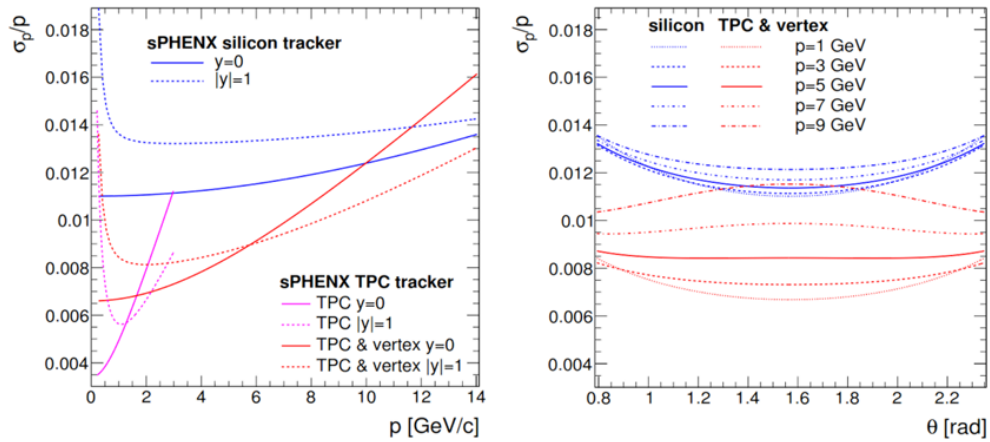 σp/p
0.018
0.016
0.014
0.012
0.01
0.008
0.006
0.004
sPHENX silicon tracker
y=0
|y|=1
sPHENX TPC tracker
TPC y=0
TPC |y|=1
TPC & vertex y=0
TPC & vertex |y|=1
0 2 4 6 8 10 12 14
p [GeV/c]
σp/p
0.018
0.016
0.014
0.012
0.01
0.008
0.006
0.004
silicon TPC & vertex
p=1 GeV
p=3 GeV
p=5 GeV
p=7 GeV
p=9 GeV
0.8 1 1.2 1.4 1.6 1.8 2 2.2
θ [rad]